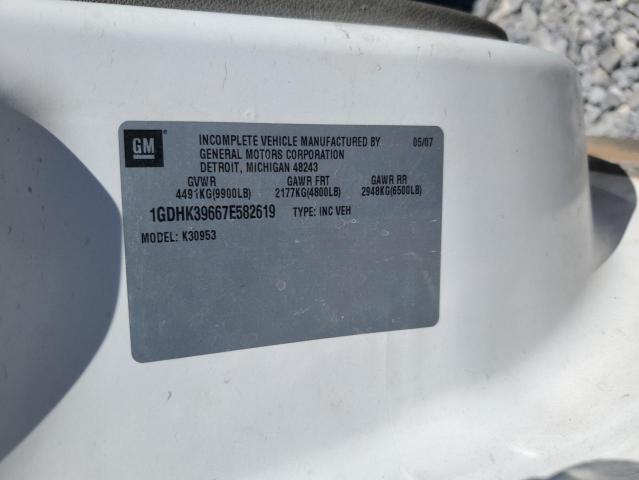 GM
INCOMPLETE VEHICLE MANUFACTURED BY 05/07
GENERAL MOTORS CORPORATION
DETROIT, MICHIGAN 48243
GVWR GAWR FRT GAWR RR
4491KG(9900LB) 2177KG(4800LB) 2948KG(6500LB)
1GDHK39667E582619 TYPE: INC VEH
MODEL: K30953